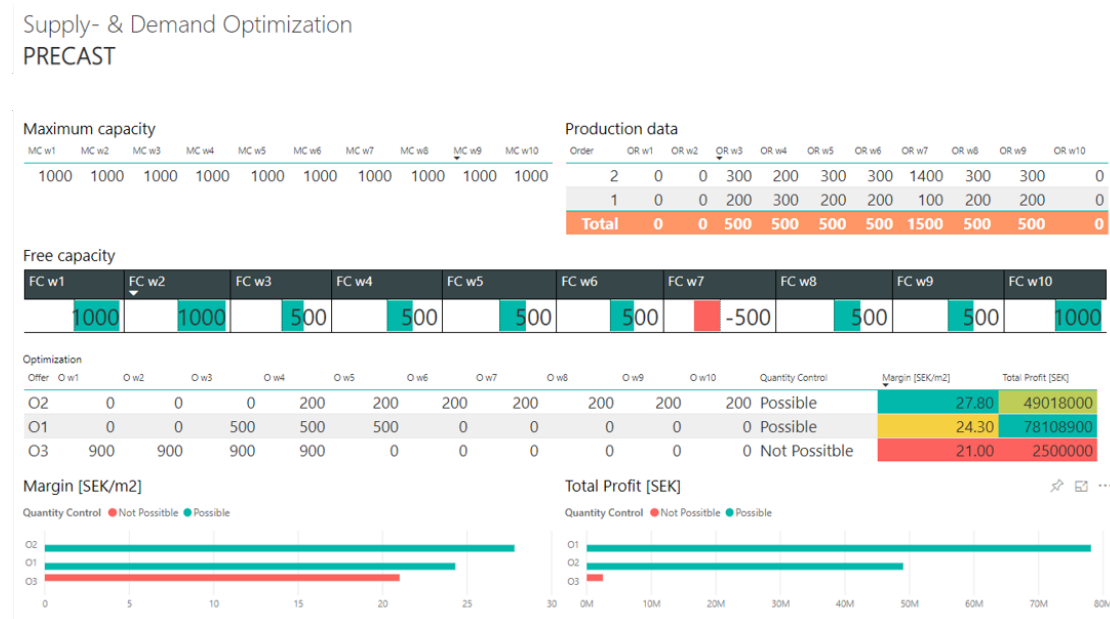 Supply- & Demand Optimization
PRECAST
Maximum capacity
MC w1 MC w2 MC w3 MC w4 MC w5 MC w6 MC w7 MC w8 MC w9 MC w10
1000 1000 1000 1000 1000 1000 1000 1000 1000 1000
Production data
Order OR w1 OR w2 OR w3 OR w4 OR w5 OR w6 OR w7 OR w8 OR w9 OR w10
2 0 0 300 200 300 300 1400 300 300 0
1 0 0 200 300 200 200 100 200 200 0
Total 0 0 500 500 500 500 1500 500 500 0
Free capacity
FC w1 FC w2 FC w3 FC w4 FC w5 FC w6 FC w7 FC w8 FC w9 FC w10
1000 1000 500 500 500 500 -500 500 500 1000
Optimization
Offer O w1 O w2 O w3 O w4 O w5 O w6 O w7 O w8 O w9 O w10 Quantity Control Margin [SEK/m2] Total Profit [SEK]
O2 0 0 0 200 200 200 200 200 200 200 Possible 27.80 49018000
O1 0 0 500 500 500 0 0 0 0 0 Possible 24.30 78108900
O3 900 900 900 900 0 0 0 0 0 0 Not Possitble 21.00 2500000
Margin [SEK/m2]
Quantity Control Not Possitble Possible
O2
O1
O3
0 5 10 15 20 25 30
Total Profit [SEK]
Quantity Control Not Possitble Possible
O1
O2
O3
0M 10M 20M 30M 40M 50M 60M 70M 80M